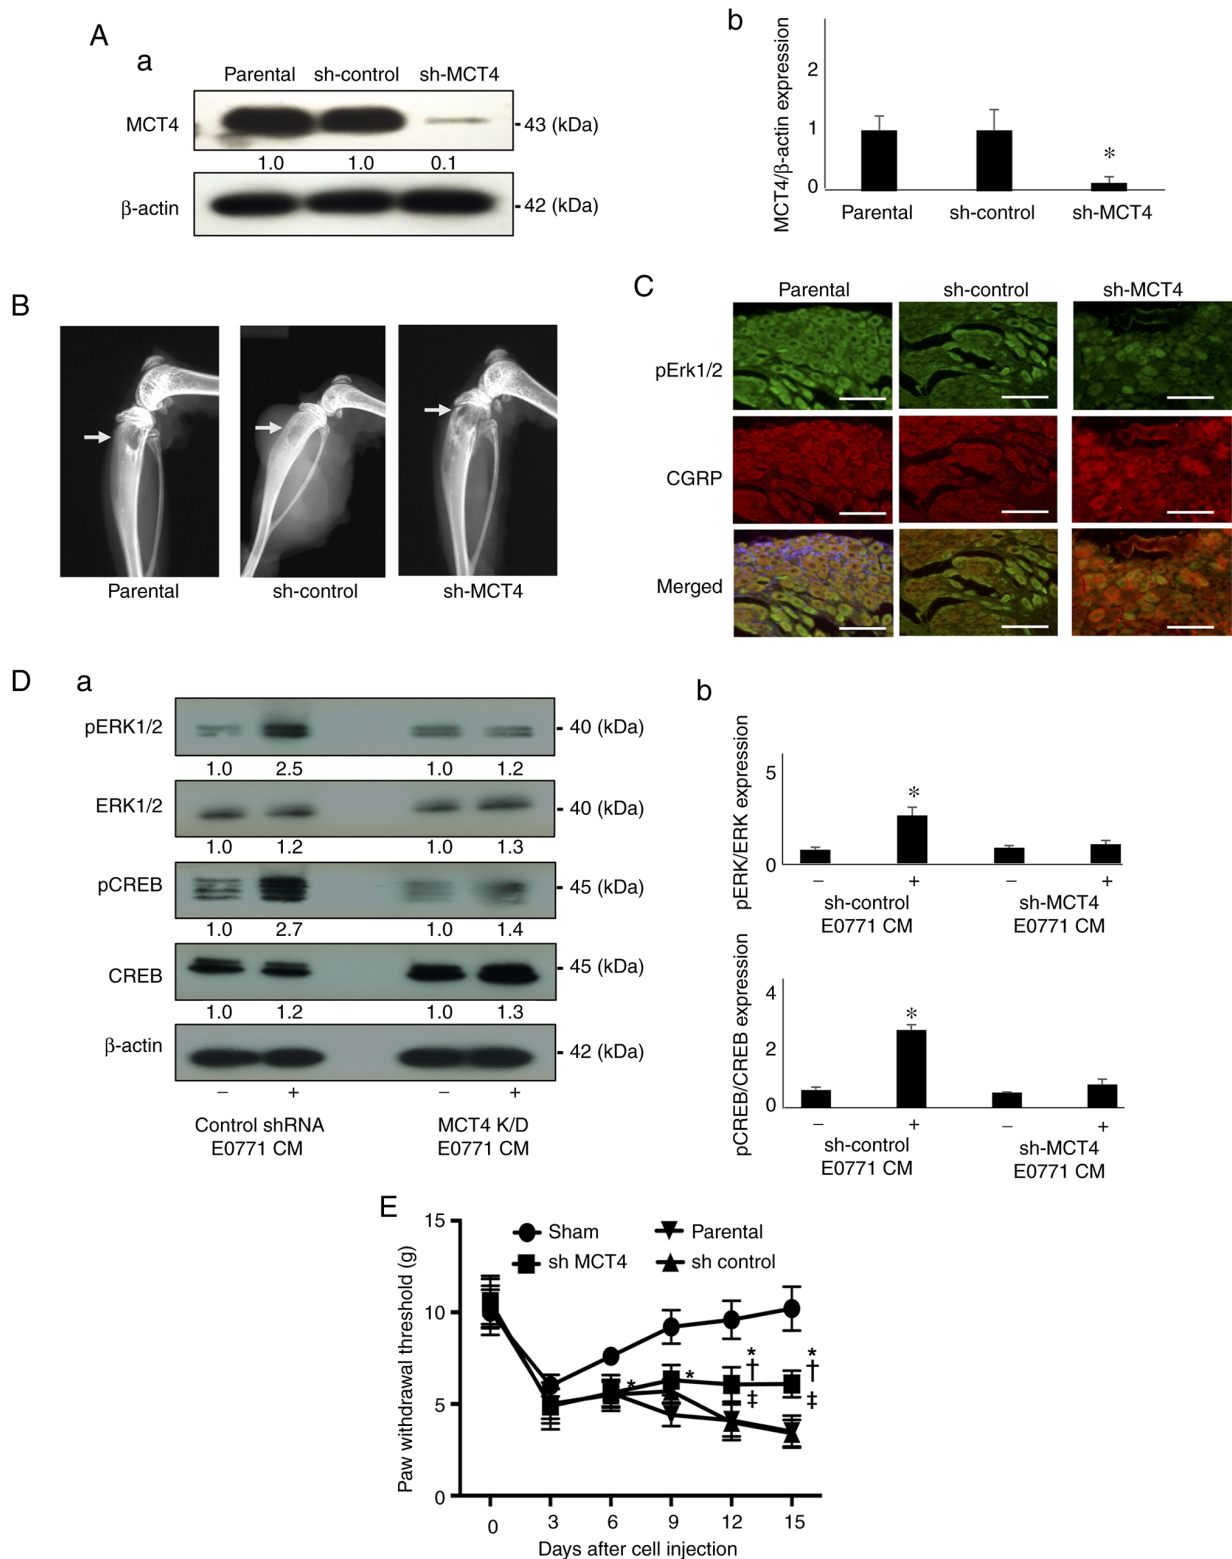 A
a
Parental sh-control sh-MCT4
MCT4
43 (kDa)
1.0 1.0 0.1
β-actin
42 (kDa)
b
MCT4/β-actin expression
2
1
0
*
Parental sh-control sh-MCT4
B
Parental sh-control sh-MCT4
C
Parental sh-control sh-MCT4
pErk1/2
CGRP
Merged
D
a
pERK1/2
40 (kDa)
1.0 2.5 1.0 1.2
ERK1/2
40 (kDa)
1.0 1.2 1.0 1.3
pCREB
45 (kDa)
1.0 2.7 1.0 1.4
CREB
45 (kDa)
1.0 1.2 1.0 1.3
β-actin
42 (kDa)
– + – +
Control shRNA MCT4 K/D
E0771 CM E0771 CM
b
pERK/ERK expression
5
0
*
– + – +
sh-control sh-MCT4
E0771 CM E0771 CM
pCREB/CREB expression
4
2
0
*
– + – +
sh-control sh-MCT4
E0771 CM E0771 CM
E
Paw withdrawal threshold (g)
15
10
5
0
Sham Parental
sh MCT4 sh control
* * * *
† †
‡ ‡
0 3 6 9 12 15
Days after cell injection